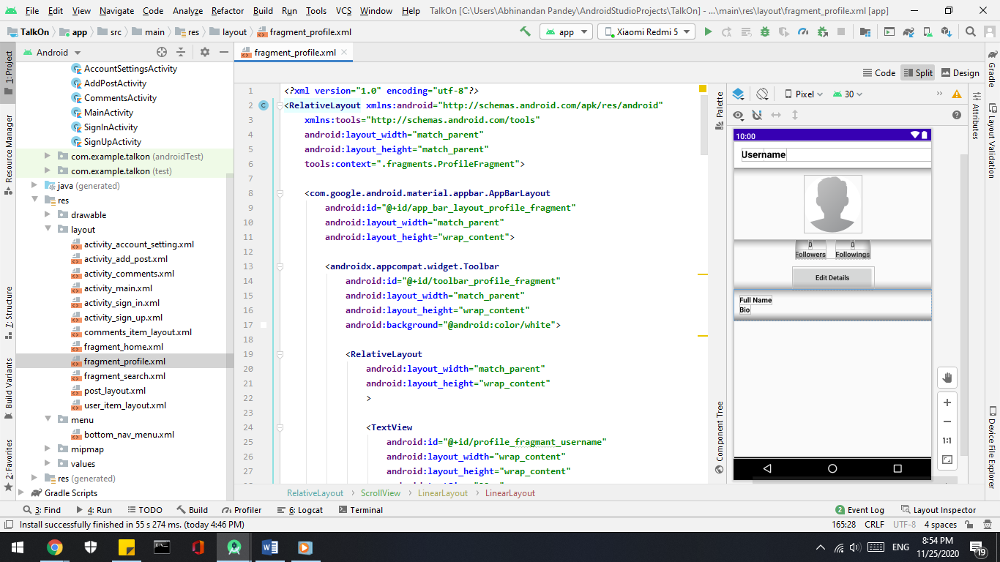 File Edit View Navigate Code Analyze Refactor Build Run Tools VCS Window Help TalkOn [C:\Users\Abhinandan Pandey\AndroidStudioProjects\TalkOn] - ...\main\res\layout\fragment_profile.xml [app]
TalkOn app src main res layout fragment_profile.xml app Xiaomi Redmi 5
1: Project
Resource Manager
7: Structure
Build Variants
2: Favorites
Android
AccountSettingsActivity
AddPostActivity
CommentsActivity
MainActivity
SignInActivity
SignUpActivity
com.example.talkon (androidTest)
com.example.talkon (test)
java (generated)
res
drawable
layout
activity_account_setting.xml
activity_add_post.xml
activity_comments.xml
activity_main.xml
activity_sign_in.xml
activity_sign_up.xml
comments_item_layout.xml
fragment_home.xml
fragment_profile.xml
fragment_search.xml
post_layout.xml
user_item_layout.xml
menu
bottom_nav_menu.xml
mipmap
values
res (generated)
Gradle Scripts
fragment_profile.xml
Code Split Design
1 <?xml version="1.0" encoding="utf-8"?>
2 <RelativeLayout xmlns:android="http://schemas.android.com/apk/res/android"
3 xmlns:tools="http://schemas.android.com/tools"
4 android:layout_width="match_parent"
5 android:layout_height="match_parent"
6 tools:context=".fragments.ProfileFragment">
7
8 <com.google.android.material.appbar.AppBarLayout
9 android:id="@+id/app_bar_layout_profile_fragment"
10 android:layout_width="match_parent"
11 android:layout_height="wrap_content">
12
13 <androidx.appcompat.widget.Toolbar
14 android:id="@+id/toolbar_profile_fragment"
15 android:layout_width="match_parent"
16 android:layout_height="wrap_content"
17 android:background="@android:color/white">
18
19 <RelativeLayout
20 android:layout_width="match_parent"
21 android:layout_height="wrap_content"
22 >
23
24 <TextView
25 android:id="@+id/profile_fragmant_username"
26 android:layout_width="wrap_content"
27 android:layout_height="wrap_content"
RelativeLayout ScrollView LinearLayout LinearLayout
Palette
Component Tree
Pixel 30
10:00
Username
0 0
Followers Followings
Edit Details
Full Name
Bio
1:1
Attributes
Gradle
Layout Validation
Device File Explorer
3: Find 4: Run TODO Build Profiler 6: Logcat Terminal 2 Event Log Layout Inspector
Install successfully finished in 55 s 274 ms. (today 4:46 PM) 165:28 CRLF UTF-8 4 spaces
ENG 8:54 PM
11/25/2020 19